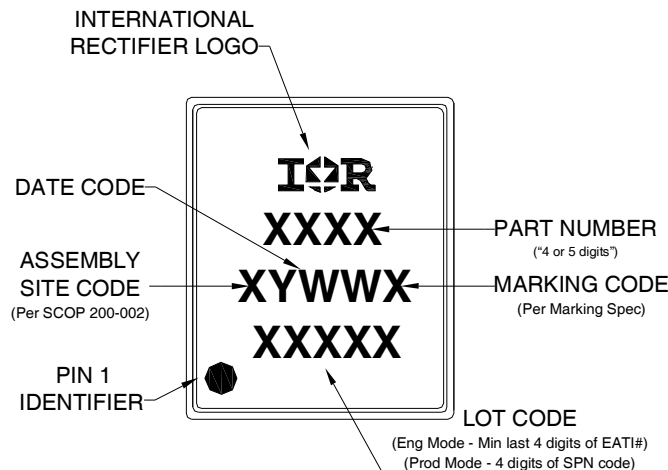 INTERNATIONAL
RECTIFIER LOGO
IOR
DATE CODE
XXXX
PART NUMBER
("4 or 5 digits")
ASSEMBLY
SITE CODE
(Per SCOP 200-002)
XYWWX
MARKING CODE
(Per Marking Spec)
XXXXX
PIN 1
IDENTIFIER
LOT CODE
(Eng Mode - Min last 4 digits of EATI#)
(Prod Mode - 4 digits of SPN code)